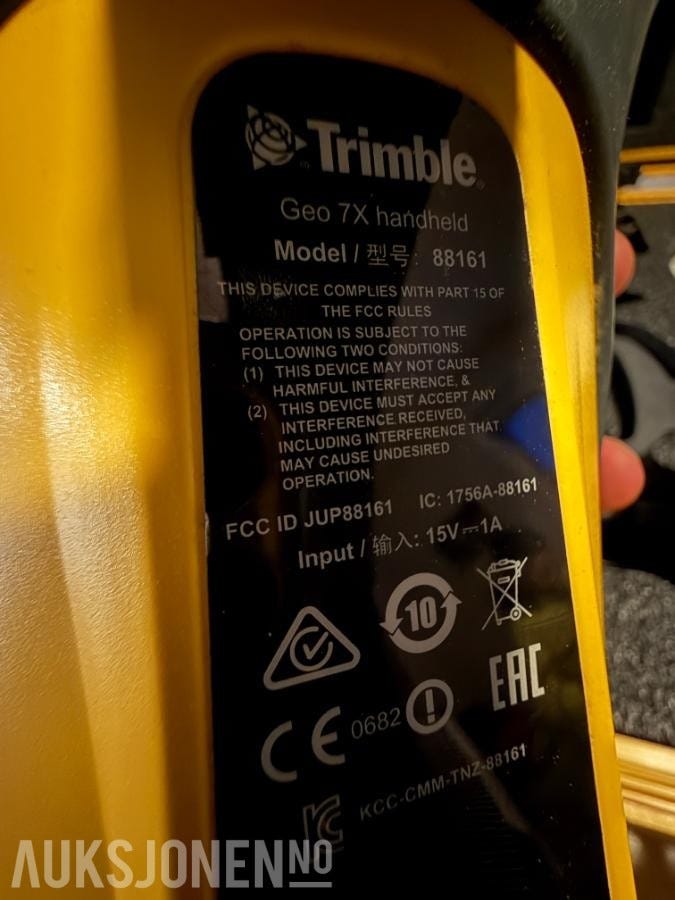 Trimble
Geo 7X handheld
Model / 型号: 88161
THIS DEVICE COMPLIES WITH PART 15 OF
THE FCC RULES
OPERATION IS SUBJECT TO THE
FOLLOWING TWO CONDITIONS:
(1) THIS DEVICE MAY NOT CAUSE
HARMFUL INTERFERENCE, &
(2) THIS DEVICE MUST ACCEPT ANY
INTERFERENCE RECEIVED,
INCLUDING INTERFERENCE THAT
MAY CAUSE UNDESIRED
OPERATION.
FCC ID JUP88161 IC: 1756A-88161
Input / 输入: 15V⎓1A
10
EAC
CE 0682 !
KC KCC-CMM-TNZ-88161
AUKSJONEN.NO